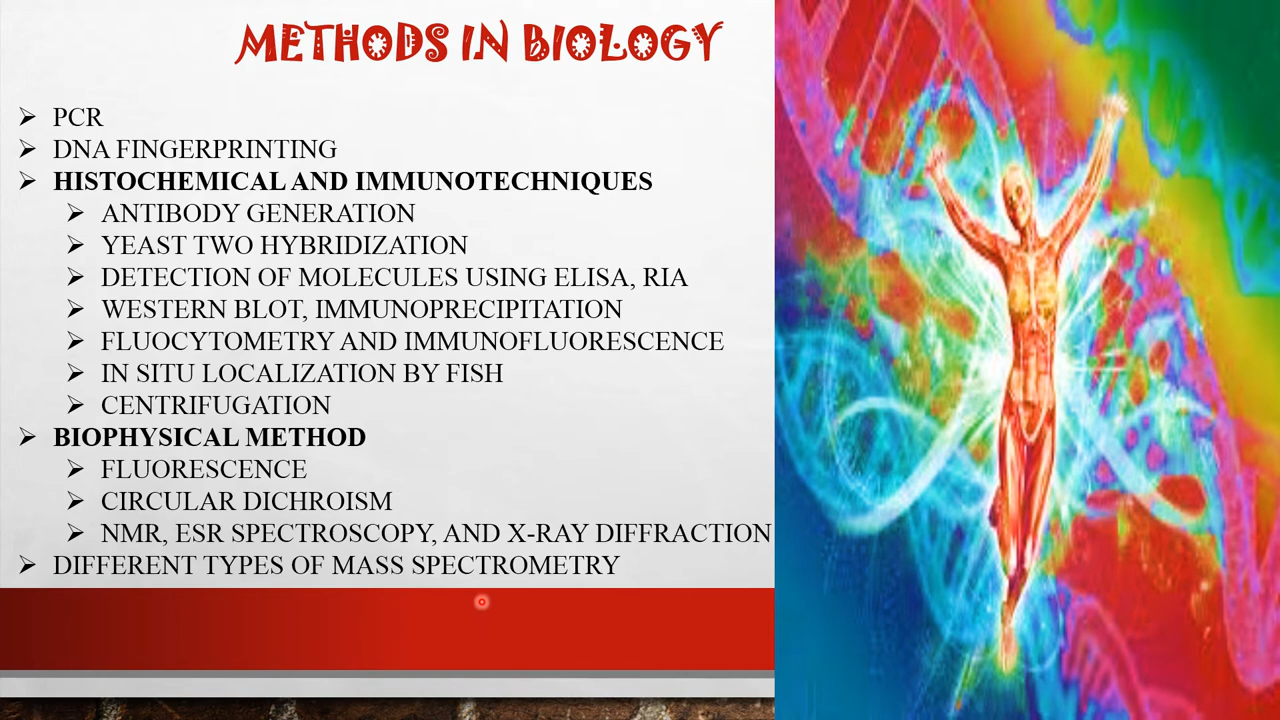 METHODS IN BIOLOGY
PCR
DNA FINGERPRINTING
HISTOCHEMICAL AND IMMUNOTECHNIQUES
ANTIBODY GENERATION
YEAST TWO HYBRIDIZATION
DETECTION OF MOLECULES USING ELISA, RIA
WESTERN BLOT, IMMUNOPRECIPITATION
FLUOCYTOMETRY AND IMMUNOFLUORESCENCE
IN SITU LOCALIZATION BY FISH
CENTRIFUGATION
BIOPHYSICAL METHOD
FLUORESCENCE
CIRCULAR DICHROISM
NMR, ESR SPECTROSCOPY, AND X-RAY DIFFRACTION
DIFFERENT TYPES OF MASS SPECTROMETRY